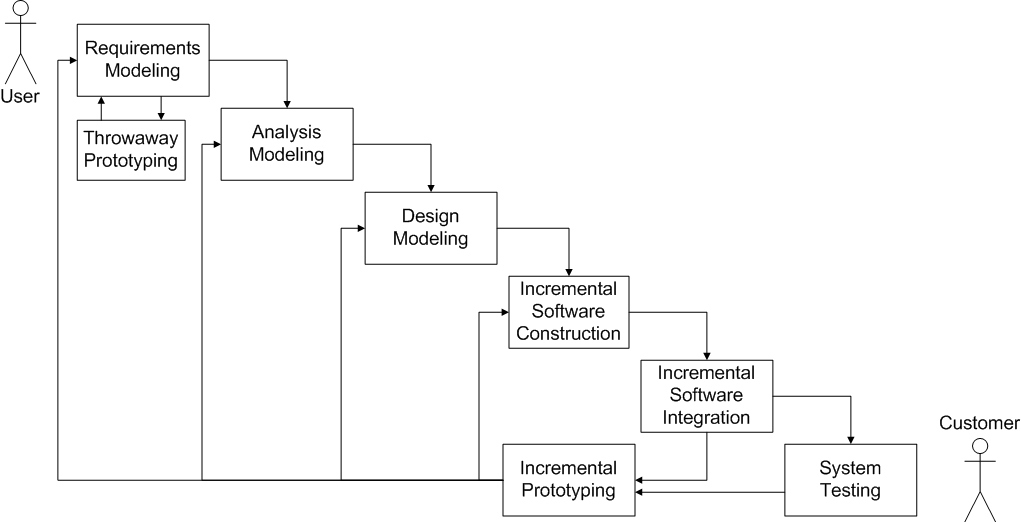 User
Requirements
Modeling
Throwaway
Prototyping
Analysis
Modeling
Design
Modeling
Incremental
Software
Construction
Incremental
Software
Integration
Customer
Incremental
Prototyping
System
Testing